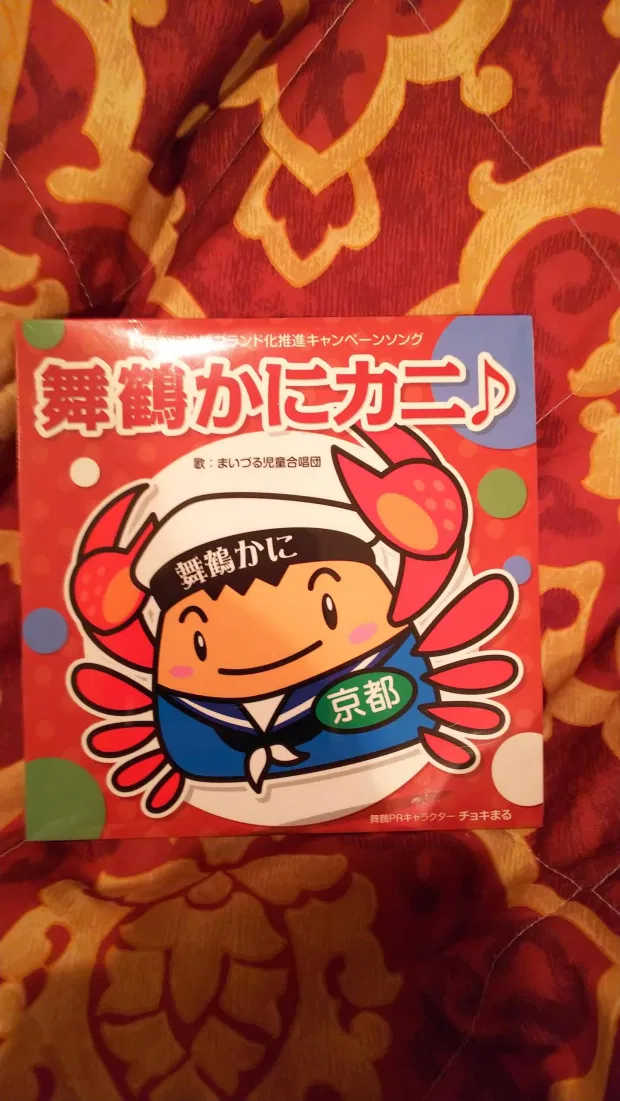 ブランド化推進キャンペーンソング
舞鶴かにカニ♪
歌：まいづる児童合唱団
舞鶴かに
京都
舞鶴PRキャラクター チョキまる